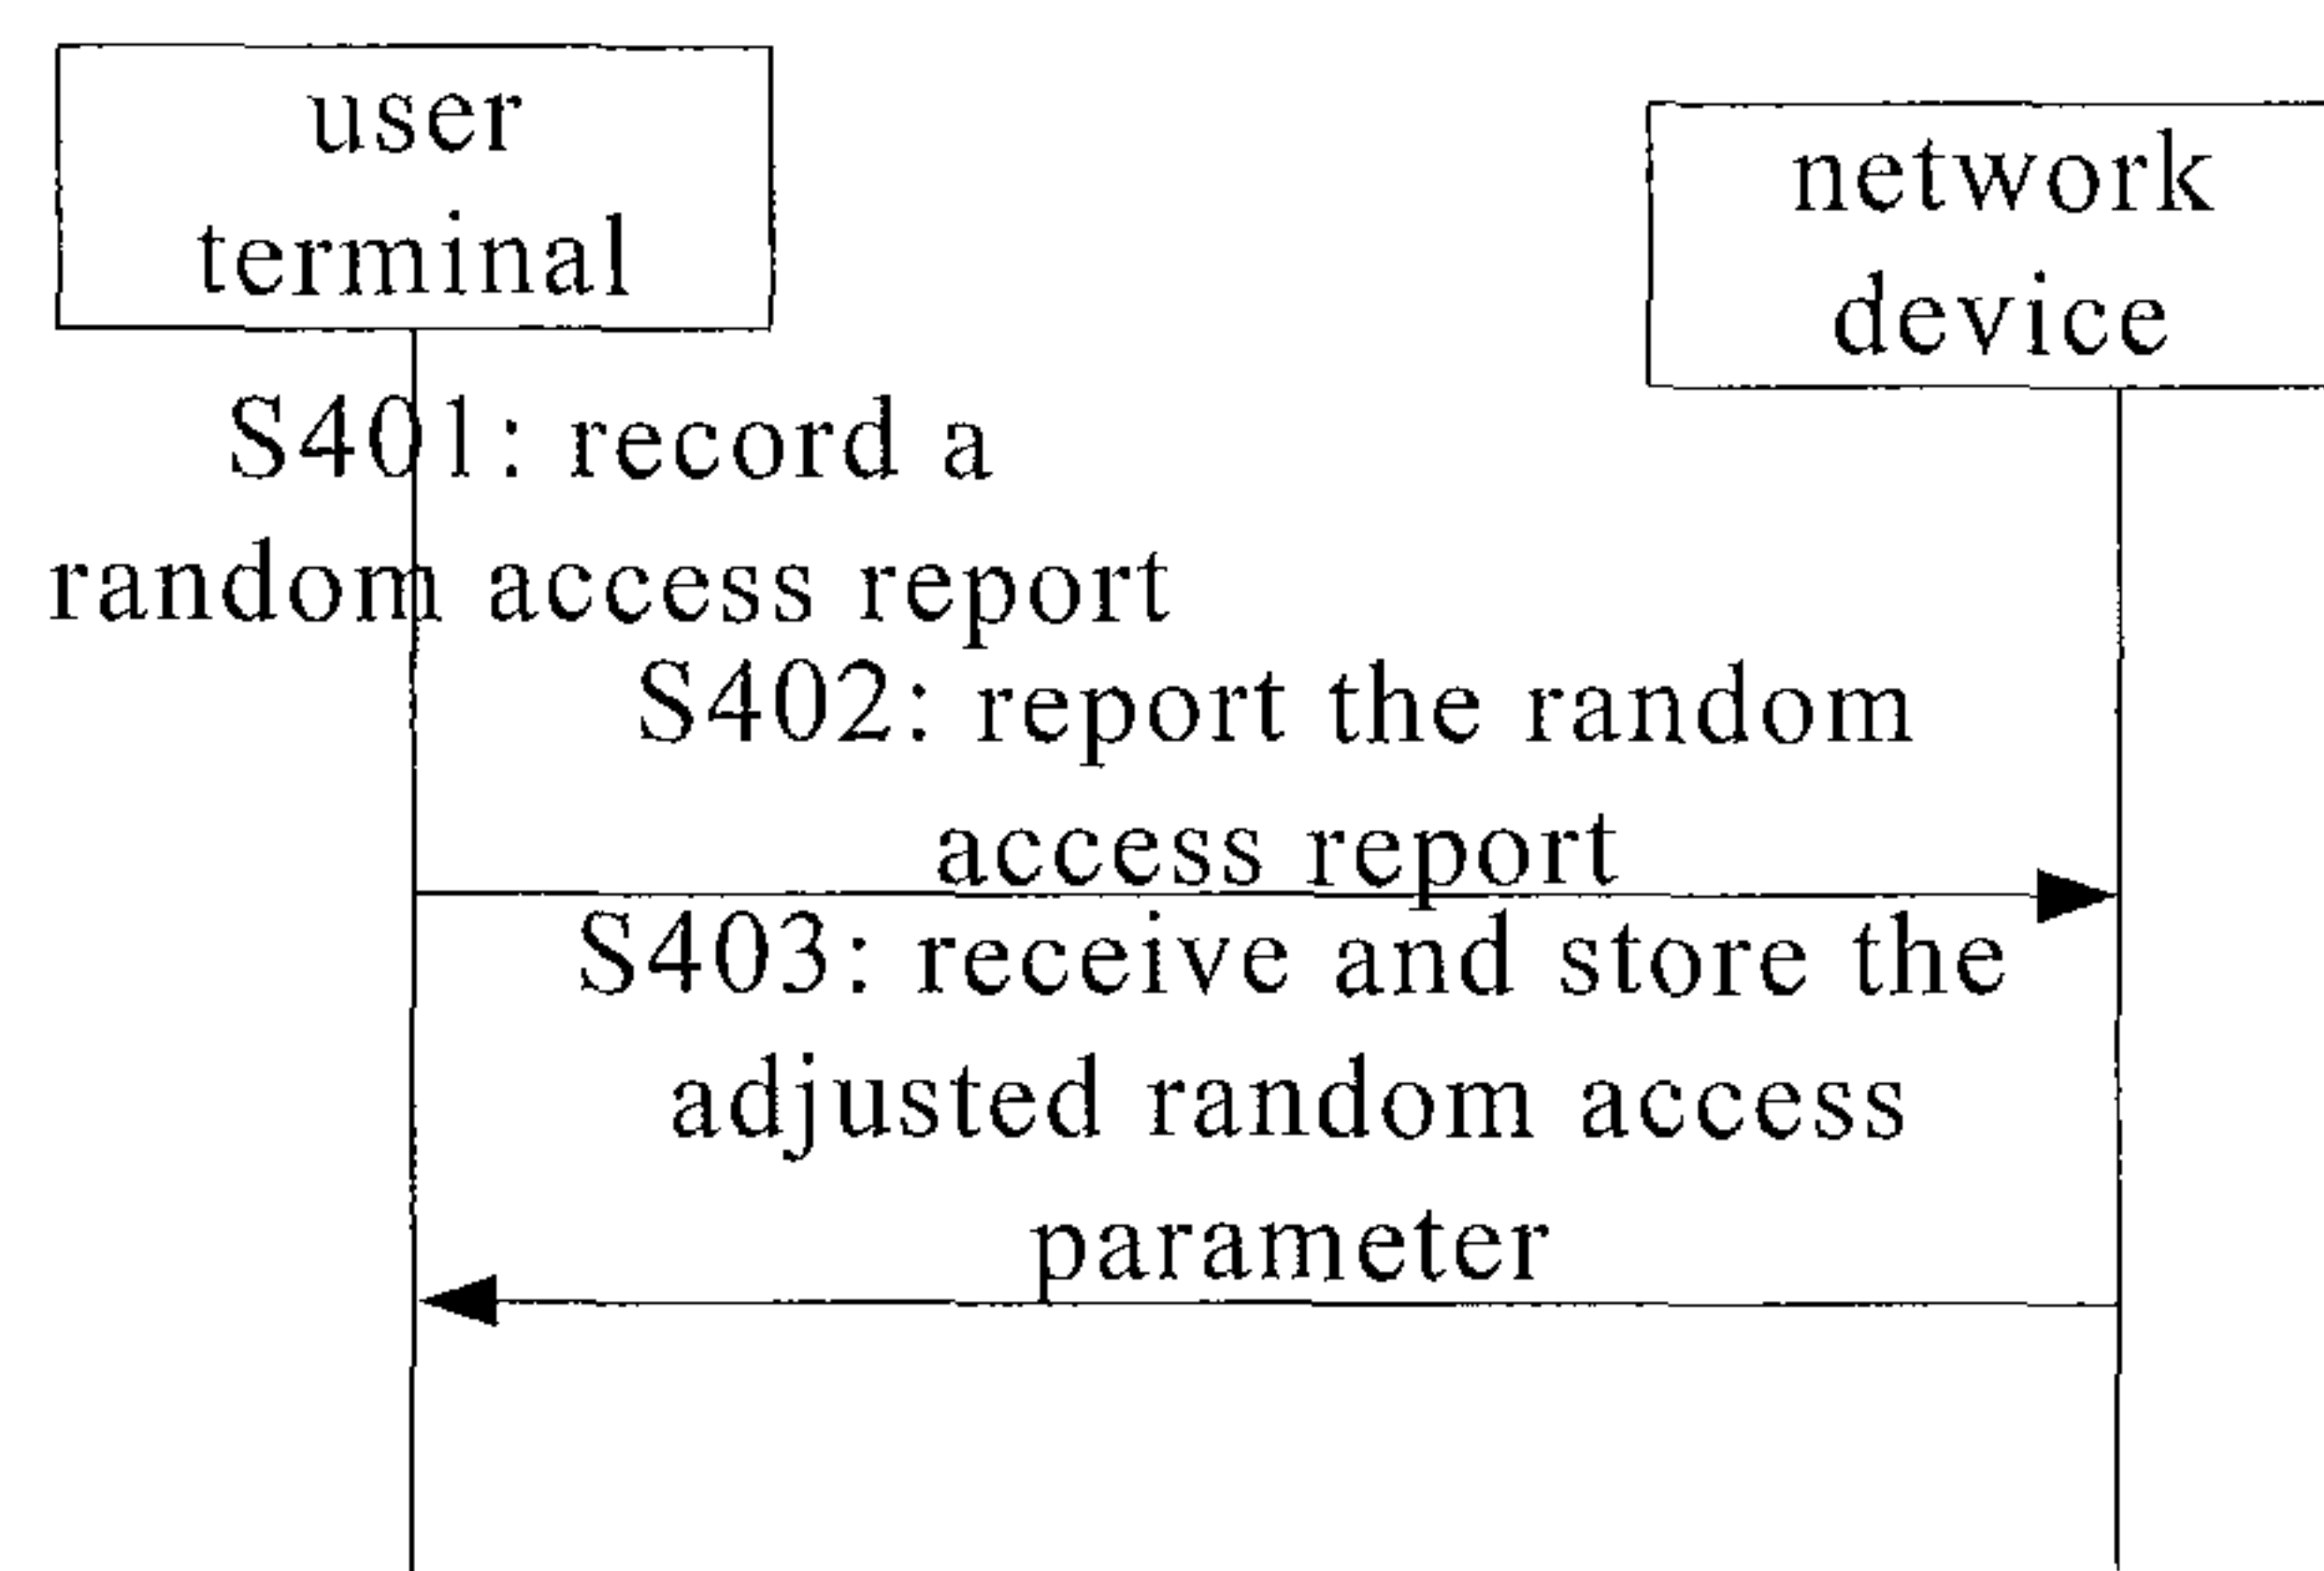 user
terminal
network
device
S401: record a
random access report
S402: report the random
access report
S403: receive and store the
adjusted random access
parameter